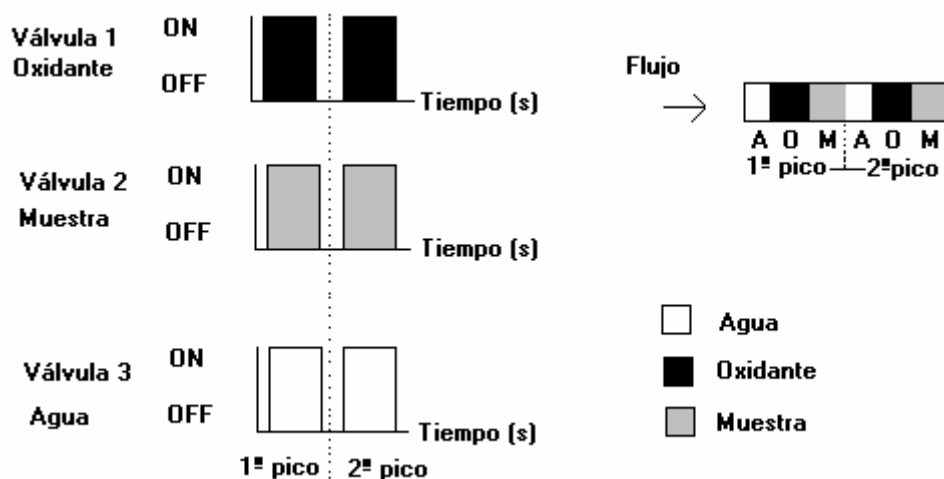 Válvula 1
Oxidante
ON
OFF
Tiempo (s)
Válvula 2
Muestra
ON
OFF
Tiempo (s)
Válvula 3
Agua
ON
OFF
Tiempo (s)
1º pico
2º pico
Flujo
A O M A O M
1º pico
2º pico
Agua
Oxidante
Muestra